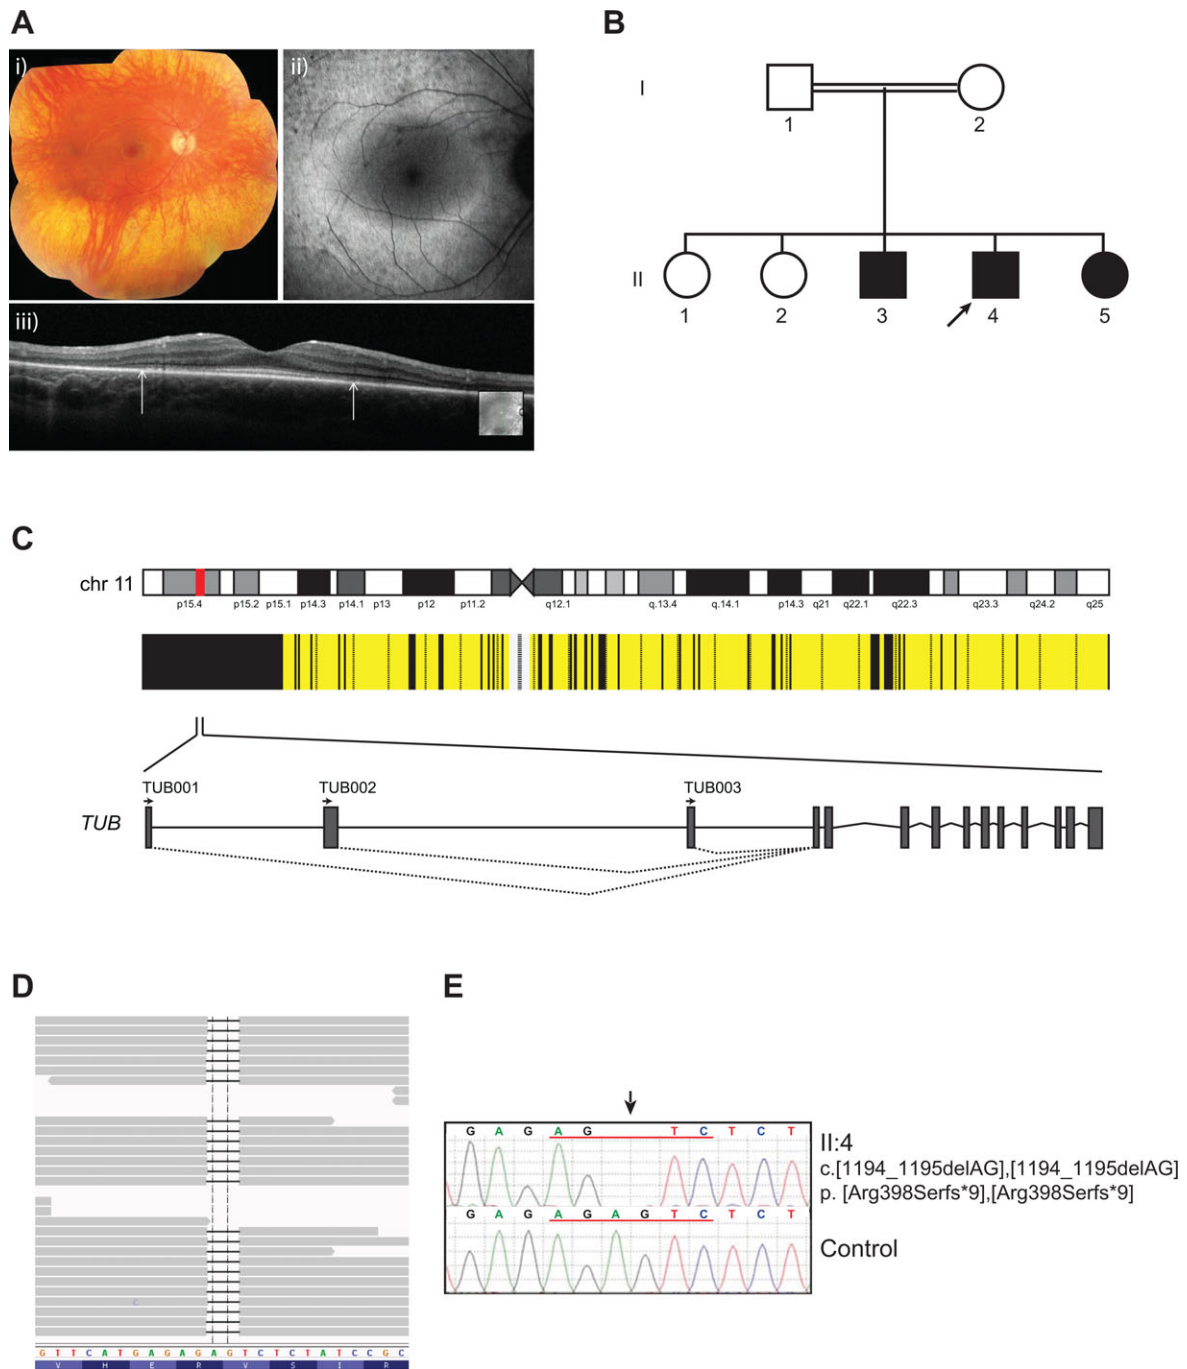 A
B
i)
ii)
iii)
I
1
2
II
1
2
3
4
5
C
chr 11
p15.4 p15.2 p15.1 p14.3 p14.1 p13 p12 p11.2 q12.1 q.13.4 q.14.1 p14.3 q21 q22.1 q22.3 q23.3 q24.2 q25
TUB001 TUB002 TUB003
TUB
D
E
C
G T T C A T G A G A G A G T C T C T A T C C G C
V H E R V S I R
G A G A G T C T C T
II:4
c.[1194_1195delAG],[1194_1195delAG]
p. [Arg398Serfs*9],[Arg398Serfs*9]
G A G A G A G T C T C T
Control